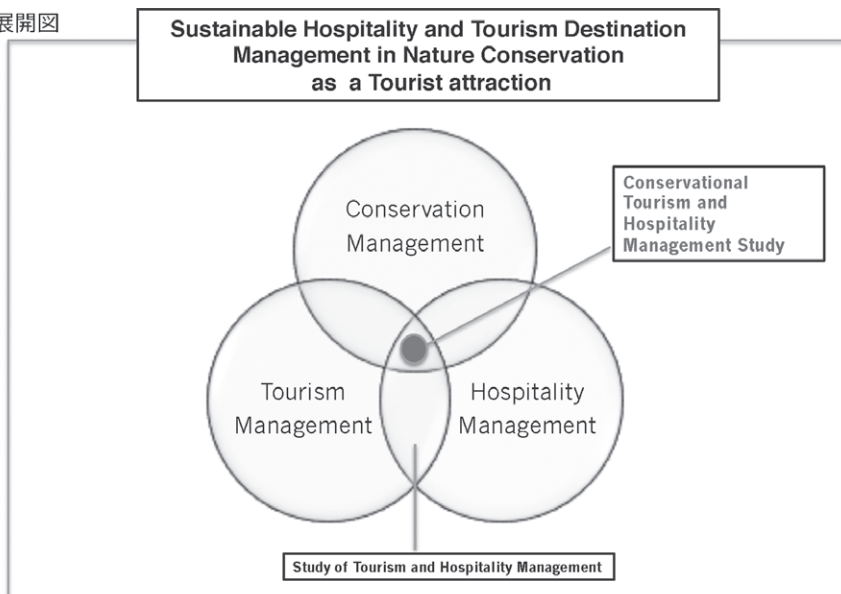 展開図
Sustainable Hospitality and Tourism Destination
Management in Nature Conservation
as a Tourist attraction
Conservational
Tourism and
Hospitality
Management Study
Conservation
Management
Tourism
Management
Hospitality
Management
Study of Tourism and Hospitality Management